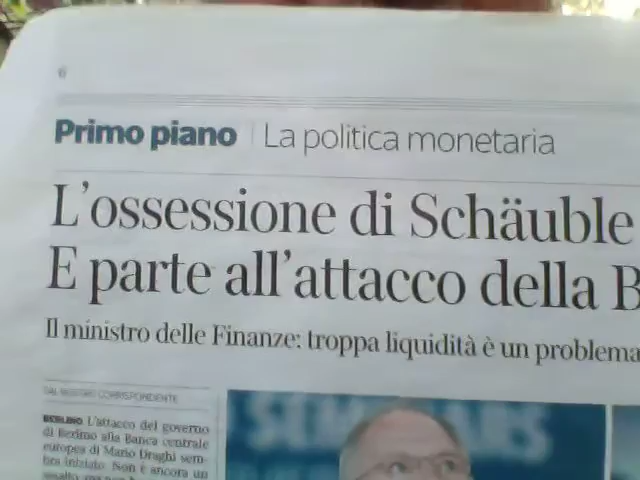 6
Primo piano | La politica monetaria
L'ossessione di Schäuble
E parte all'attacco della B
Il ministro delle Finanze: troppa liquidità è un problema
DAL NOSTRO CORRISPONDENTE
BERLINO L'attacco del governo
di Berlino alla Banca centrale
europea di Mario Draghi sem-
bra iniziato. Non è ancora un
SEMINARS